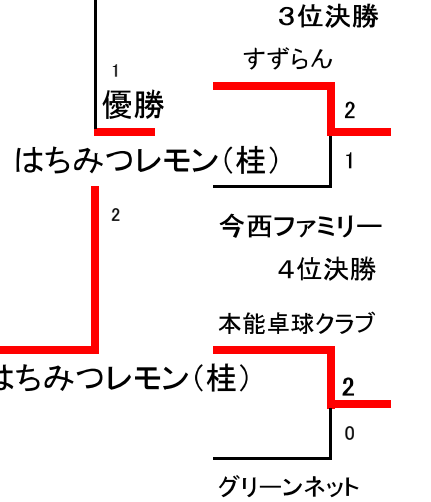 1
優勝
はちみつレモン（桂）
2
はちみつレモン（桂）
３位決勝
すずらん
2
1
今西ファミリー
４位決勝
本能卓球クラブ
2
0
グリーンネット